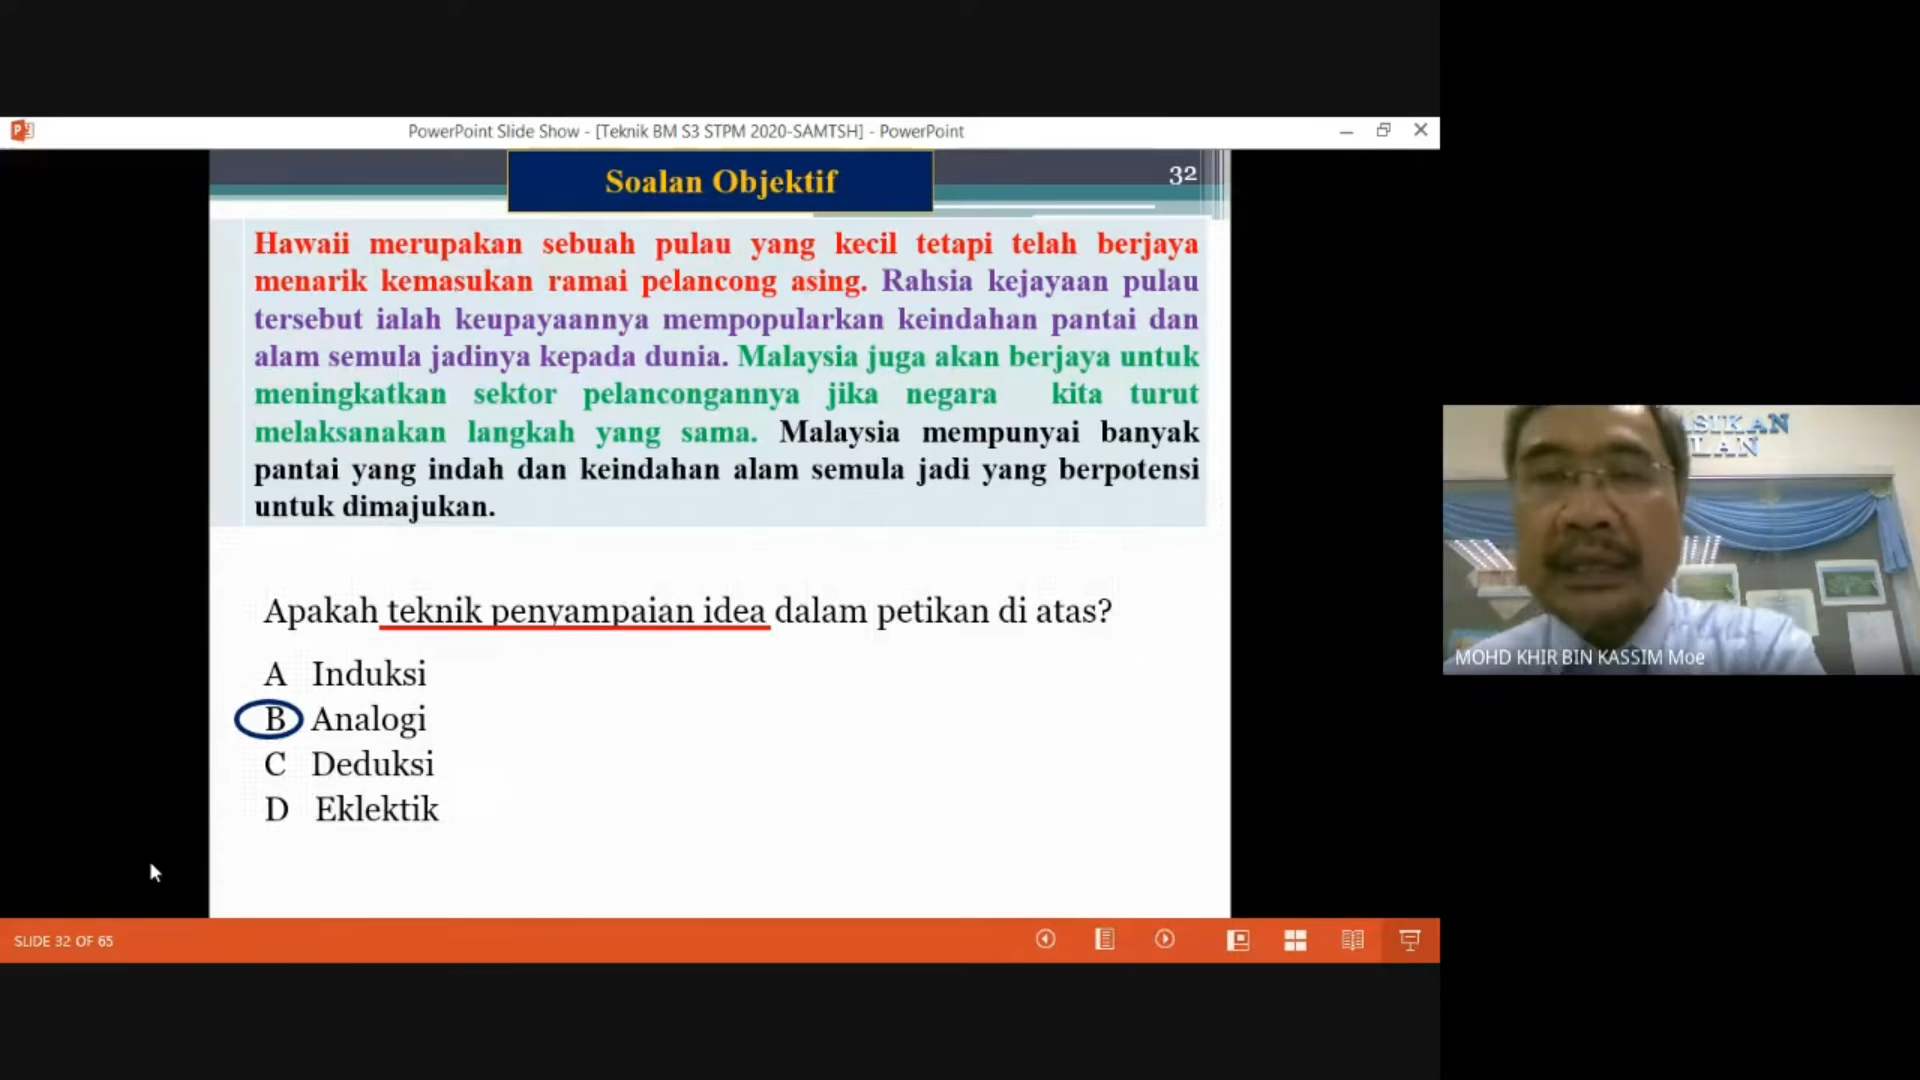 PowerPoint Slide Show - [Teknik BM S3 STPM 2020-SAMTSH] - PowerPoint
Soalan Objektif
32
Hawaii merupakan sebuah pulau yang kecil tetapi telah berjaya
menarik kemasukan ramai pelancong asing. Rahsia kejayaan pulau
tersebut ialah keupayaannya mempopularkan keindahan pantai dan
alam semula jadinya kepada dunia. Malaysia juga akan berjaya untuk
meningkatkan sektor pelancongannya jika negara kita turut
melaksanakan langkah yang sama. Malaysia mempunyai banyak
pantai yang indah dan keindahan alam semula jadi yang berpotensi
untuk dimajukan.
Apakah teknik penyampaian idea dalam petikan di atas?
A Induksi
B Analogi
C Deduksi
D Eklektik
SLIDE 32 OF 65
MOHD KHIR BIN KASSIM Moe